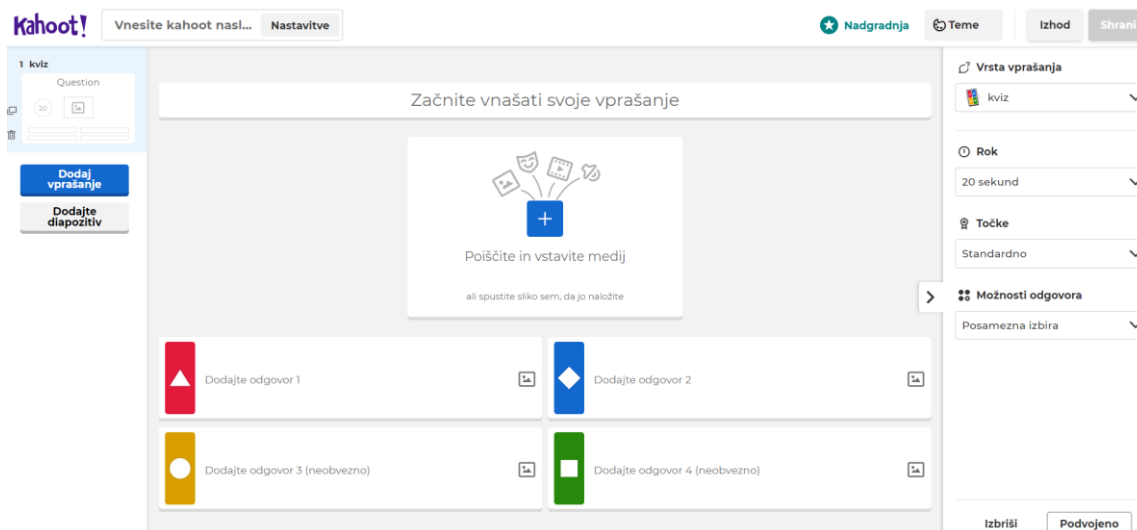 Kahoot!
Vnesite kahoot nasl...
Nastavitve
Nadgradnja
Teme
Izhod
Shrani
1 kviz
Question
20
Dodaj
vprašanje
Dodajte
diapozitiv
Začnite vnašati svoje vprašanje
Poiščite in vstavite medij
ali spustite sliko sem, da jo naložite
Dodajte odgovor 1
Dodajte odgovor 2
Dodajte odgovor 3 (neobvezno)
Dodajte odgovor 4 (neobvezno)
Vrsta vprašanja
kviz
Rok
20 sekund
Točke
Standardno
Možnosti odgovora
Posamezna izbira
Izbriši
Podvojeno